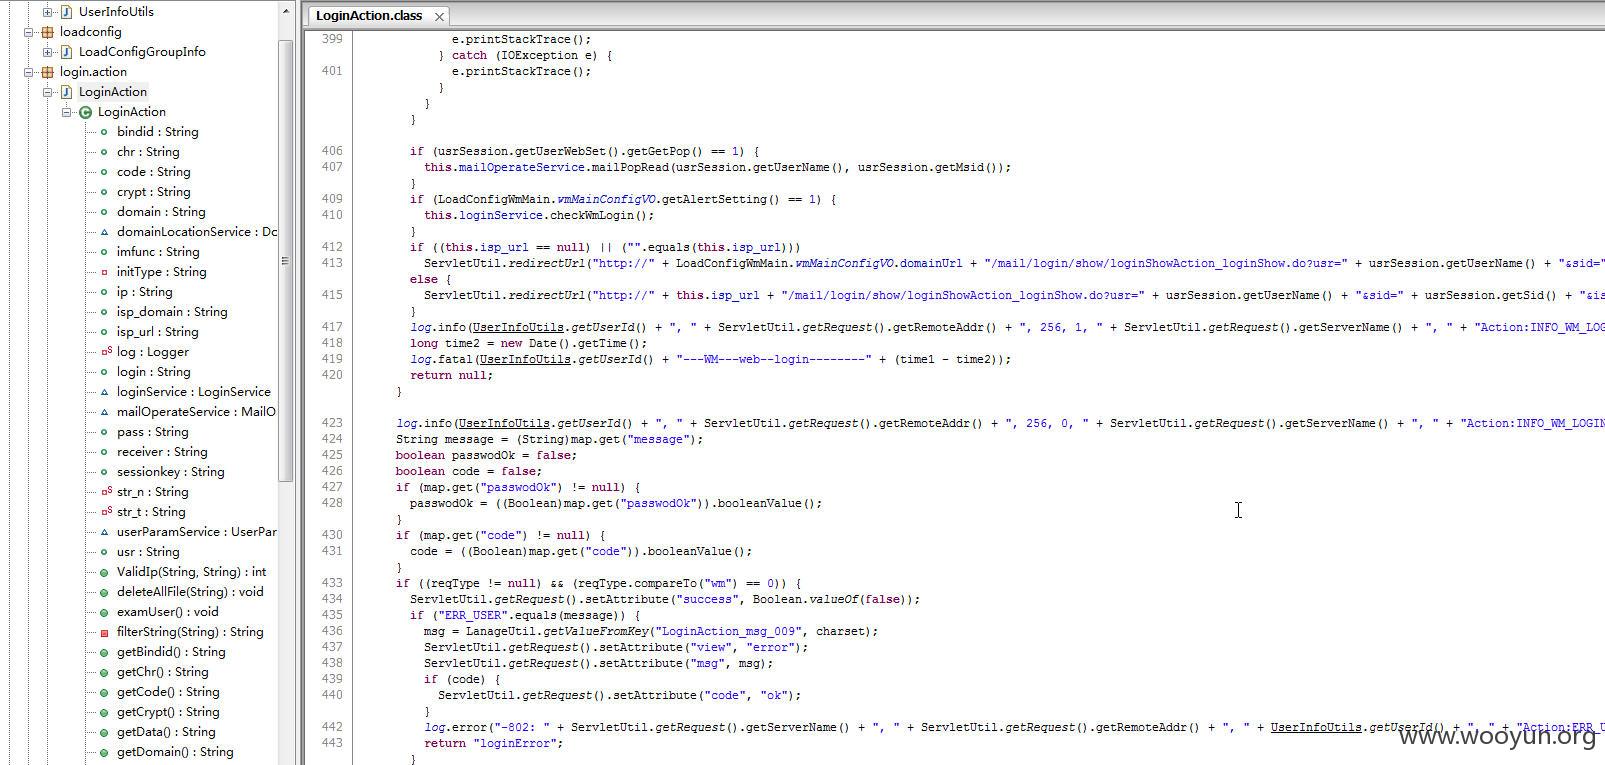 UserInfoUtils
loadconfig
LoadConfigGroupInfo
login.action
LoginAction
LoginAction
bindid : String
chr : String
code : String
crypt : String
domain : String
domainLocationService : Dc
imfunc : String
initType : String
ip : String
isp_domain : String
isp_url : String
log : Logger
login : String
loginService : LoginService
mailOperateService : MailO
pass : String
receiver : String
sessionkey : String
str_n : String
str_t : String
userParamService : UserPar
usr : String
ValidIp(String, String) : int
deleteAllFile(String) : void
examUser() : void
filterString(String) : String
getBindid() : String
getChr() : String
getCode() : String
getCrypt() : String
getData() : String
getDomain() : String
LoginAction.class
399 e.printStackTrace();
} catch (IOException e) {
401 e.printStackTrace();
}
}
}
406 if (usrSession.getUserWebSet().getGetPop() == 1) {
407 this.mailOperateService.mailPopRead(usrSession.getUserName(), usrSession.getMsid());
}
409 if (LoadConfigWmMain.wmMainConfigVO.getAlertSetting() == 1) {
410 this.loginService.checkWmLogin();
}
412 if ((this.isp_url == null) || ("".equals(this.isp_url)))
413 ServletUtil.redirectUrl("http://" + LoadConfigWmMain.wmMainConfigVO.domainUrl + "/mail/login/show/loginShowAction_loginShow.do?usr=" + usrSession.getUserName() + "&sid="
else {
415 ServletUtil.redirectUrl("http://" + this.isp_url + "/mail/login/show/loginShowAction_loginShow.do?usr=" + usrSession.getUserName() + "&sid=" + usrSession.getSid() + "&is
}
417 log.info(UserInfoUtils.getUserId() + ", " + ServletUtil.getRequest().getRemoteAddr() + ", 256, 1, " + ServletUtil.getRequest().getServerName() + ", " + "Action:INFO_WM_LOG
418 long time2 = new Date().getTime();
419 log.fatal(UserInfoUtils.getUserId() + "---WM---web--login--------" + (time1 - time2));
420 return null;
}
423 log.info(UserInfoUtils.getUserId() + ", " + ServletUtil.getRequest().getRemoteAddr() + ", 256, 0, " + ServletUtil.getRequest().getServerName() + ", " + "Action:INFO_WM_LOGIN
424 String message = (String)map.get("message");
425 boolean passwodOk = false;
426 boolean code = false;
427 if (map.get("passwodOk") != null) {
428 passwodOk = ((Boolean)map.get("passwodOk")).booleanValue();
}
430 if (map.get("code") != null) {
431 code = ((Boolean)map.get("code")).booleanValue();
}
433 if ((reqType != null) && (reqType.compareTo("wm") == 0)) {
434 ServletUtil.getRequest().setAttribute("success", Boolean.valueOf(false));
435 if ("ERR_USER".equals(message)) {
436 msg = LanageUtil.getValueFromKey("LoginAction_msg_009", charset);
437 ServletUtil.getRequest().setAttribute("view", "error");
438 ServletUtil.getRequest().setAttribute("msg", msg);
439 if (code) {
440 ServletUtil.getRequest().setAttribute("code", "ok");
}
442 log.error("-802: " + ServletUtil.getRequest().getServerName() + ", " + ServletUtil.getRequest().getRemoteAddr() + ", " + UserInfoUtils.getUserId() + ", " + "Action:ERR_U
443 return "loginError";
}
www.wooyun.org